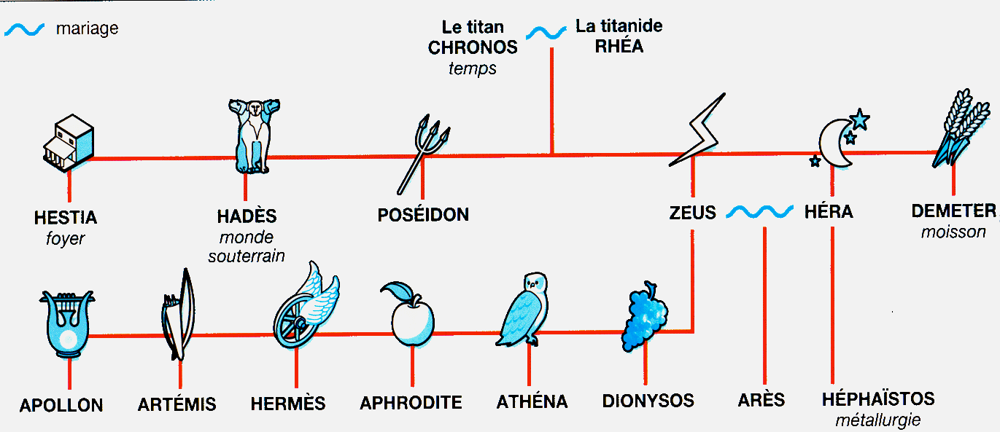 mariage
Le titan
CHRONOS
temps
La titanide
RHÉA
HESTIA
foyer
HADÈS
monde
souterrain
POSÉIDON
ZEUS
HÉRA
DEMETER
moisson
APOLLON
ARTÉMIS
HERMÈS
APHRODITE
ATHÉNA
DIONYSOS
ARÈS
HÉPHAÏSTOS
métallurgie